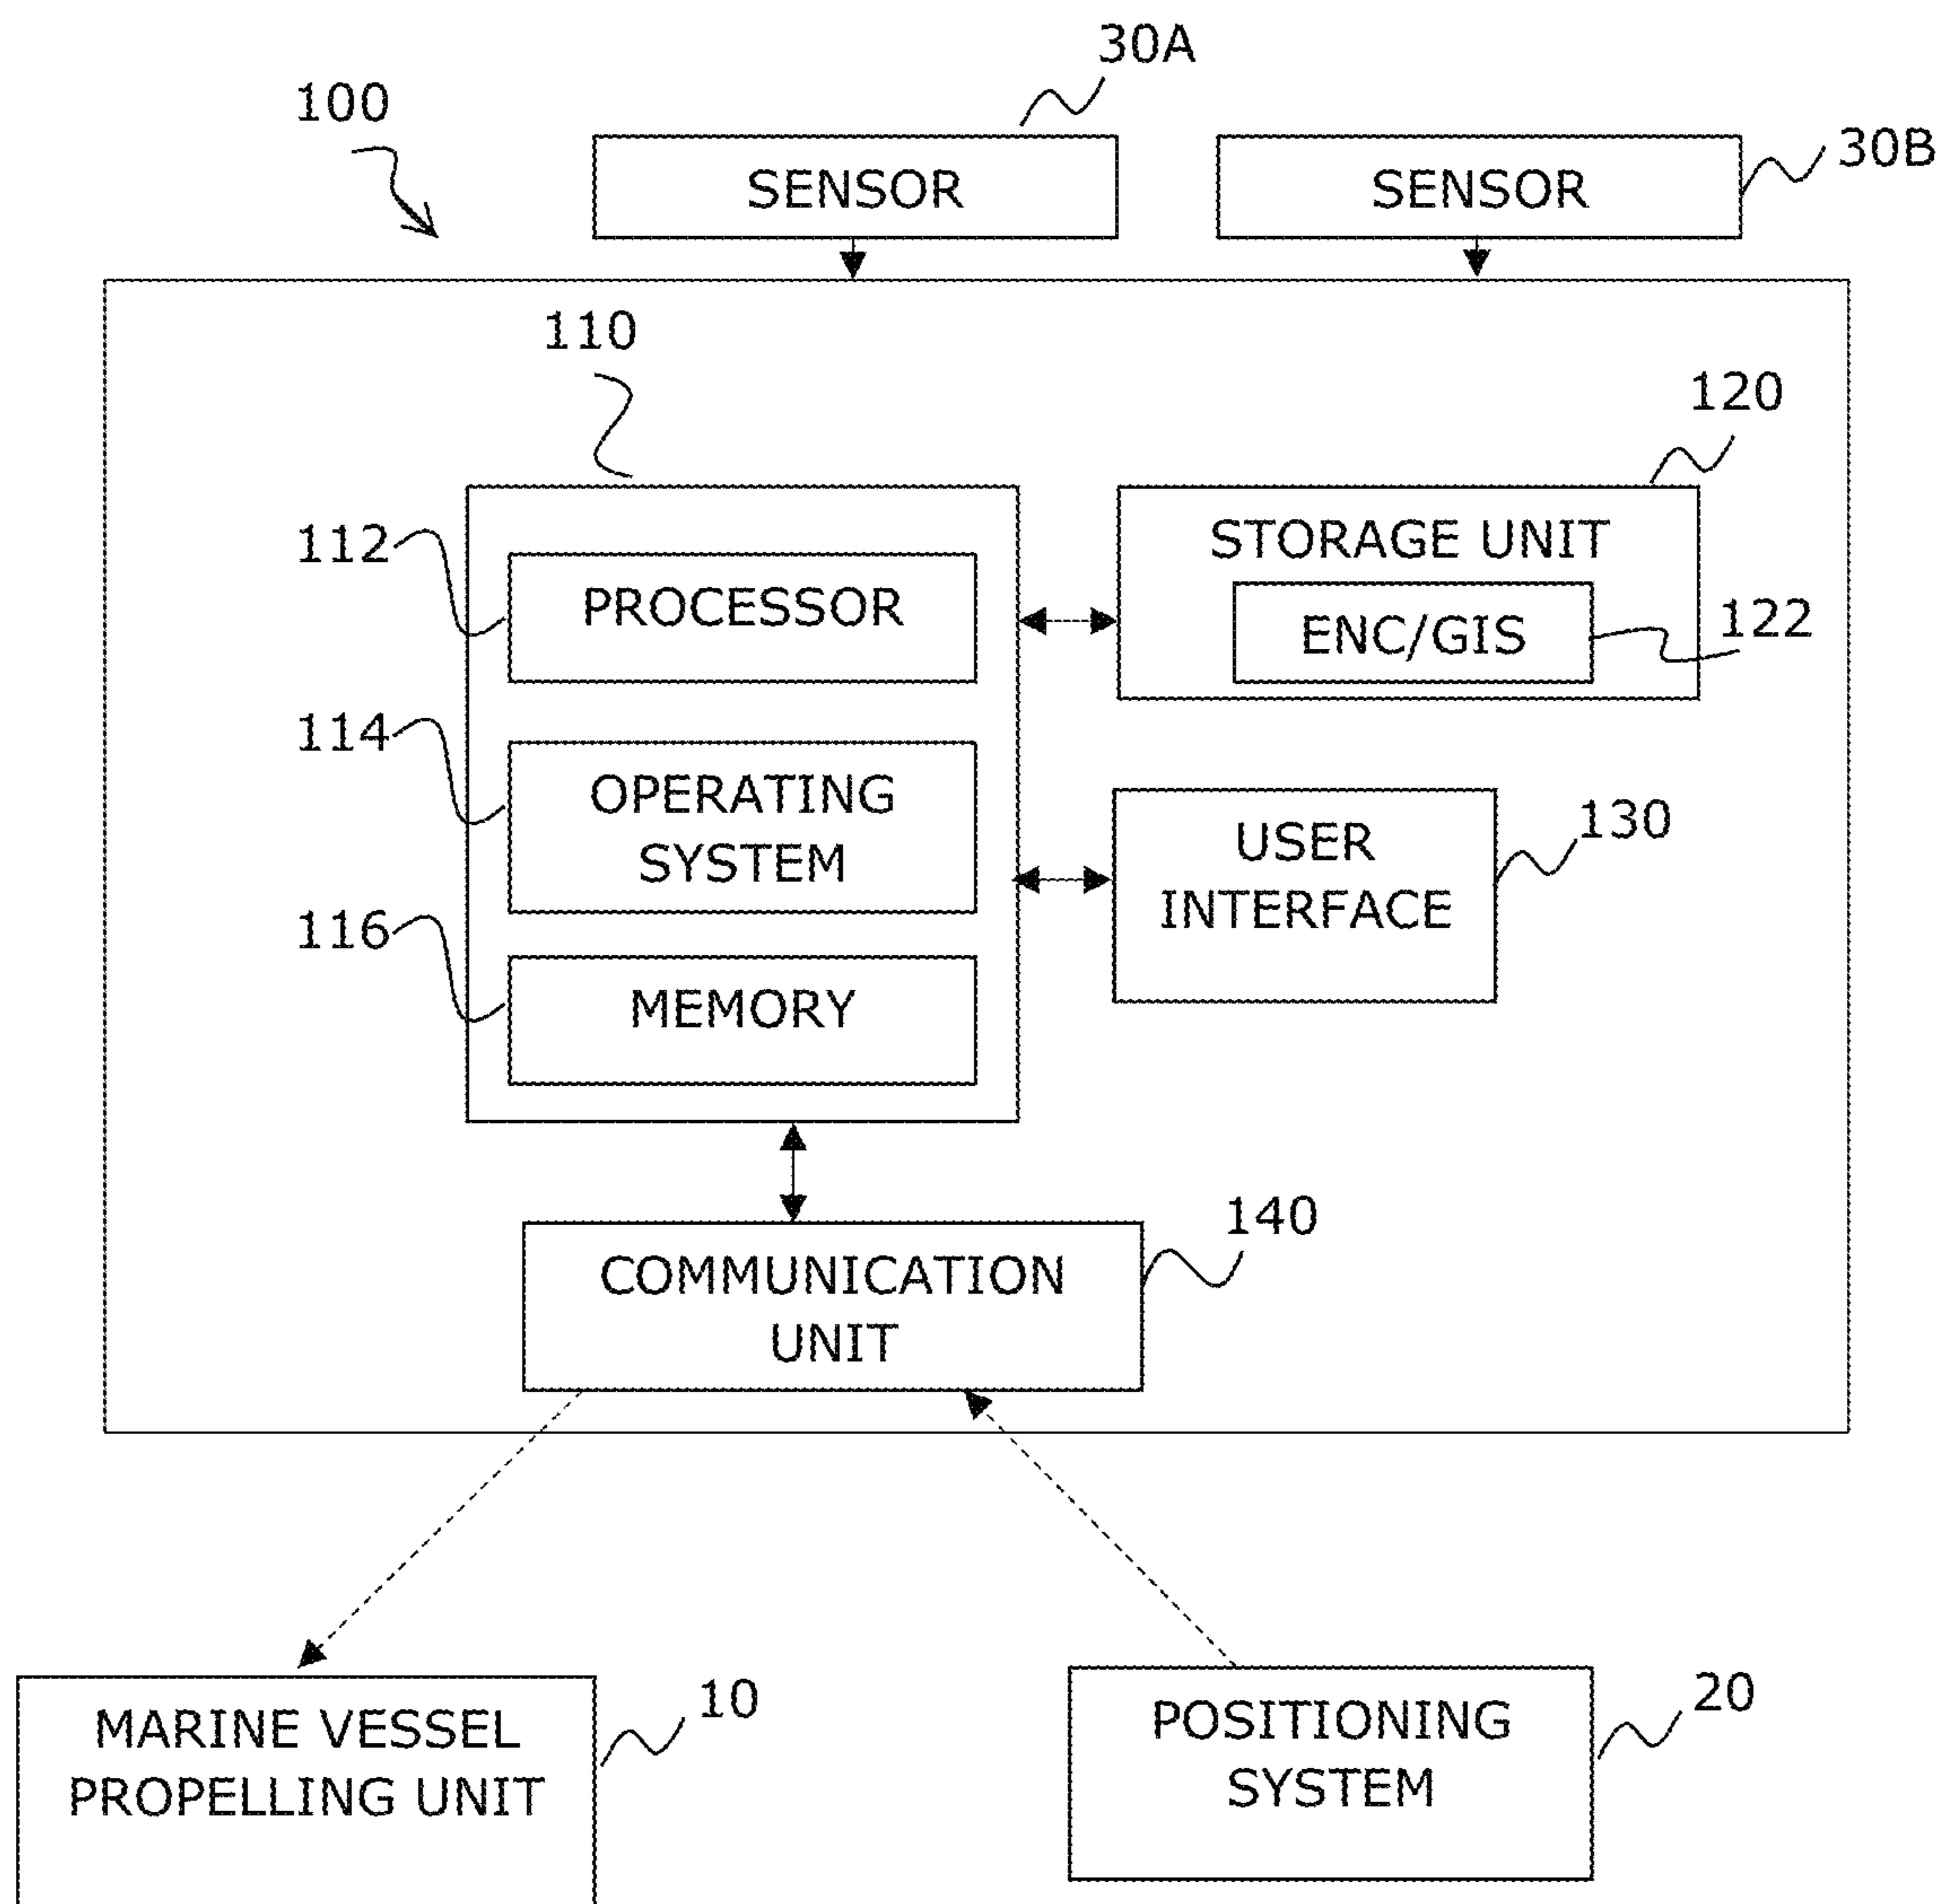 30A
100
30B
SENSOR
SENSOR
110
120
112
PROCESSOR
STORAGE UNIT
ENC/GIS
122
114
OPERATING
SYSTEM
USER
INTERFACE
130
116
MEMORY
140
COMMUNICATION
UNIT
MARINE VESSEL
PROPELLING UNIT
10
POSITIONING
SYSTEM
20